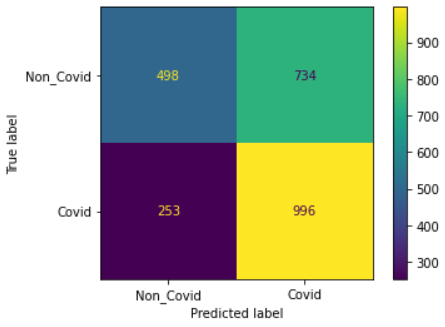 Non_Covid
498
734
Covid
253
996
Non_Covid
Covid
Predicted label
True label
900
800
700
600
500
400
300